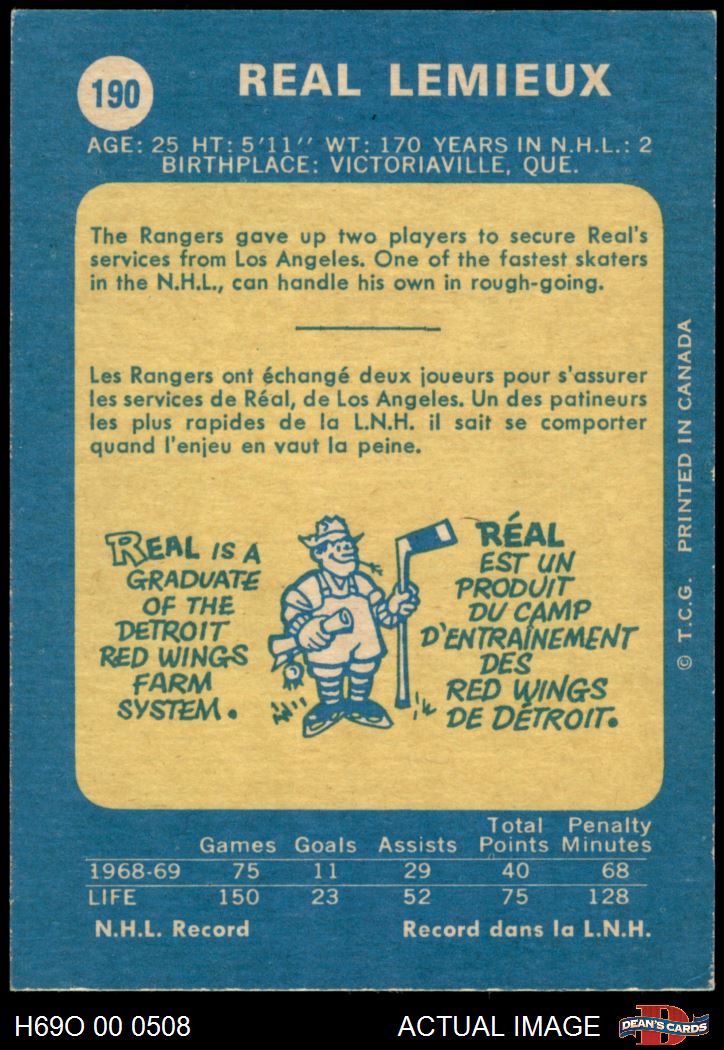 190
REAL LEMIEUX
AGE: 25 HT: 5'11'' WT: 170 YEARS IN N.H.L.: 2
BIRTHPLACE: VICTORIAVILLE, QUE.
The Rangers gave up two players to secure Real's
services from Los Angeles. One of the fastest skaters
in the N.H.L., can handle his own in rough-going.
Les Rangers ont échangé deux joueurs pour s'assurer
les services de Réal, de Los Angeles. Un des patineurs
les plus rapides de la L.N.H. il sait se comporter
quand l'enjeu en vaut la peine.
REAL IS A
GRADUATE
OF THE
DETROIT
RED WINGS
FARM
SYSTEM.
RÉAL
EST UN
PRODUIT
DU CAMP
D'ENTRAÎNEMENT
DES
RED WINGS
DE DÉTROIT.
© T.C.G. PRINTED IN CANADA
Games Goals Assists Total Points Penalty Minutes
1968-69 75 11 29 40 68
LIFE 150 23 52 75 128
N.H.L. Record Record dans la L.N.H.
H69O 00 0508 ACTUAL IMAGE DEAN'S CARDS